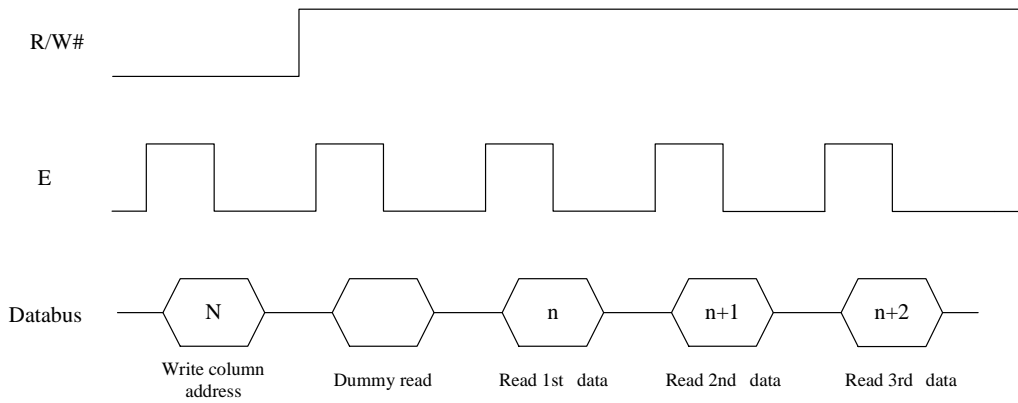 R/W#
E
Databus
N
n
n+1
n+2
Write column
address
Dummy read
Read 1st data
Read 2nd data
Read 3rd data